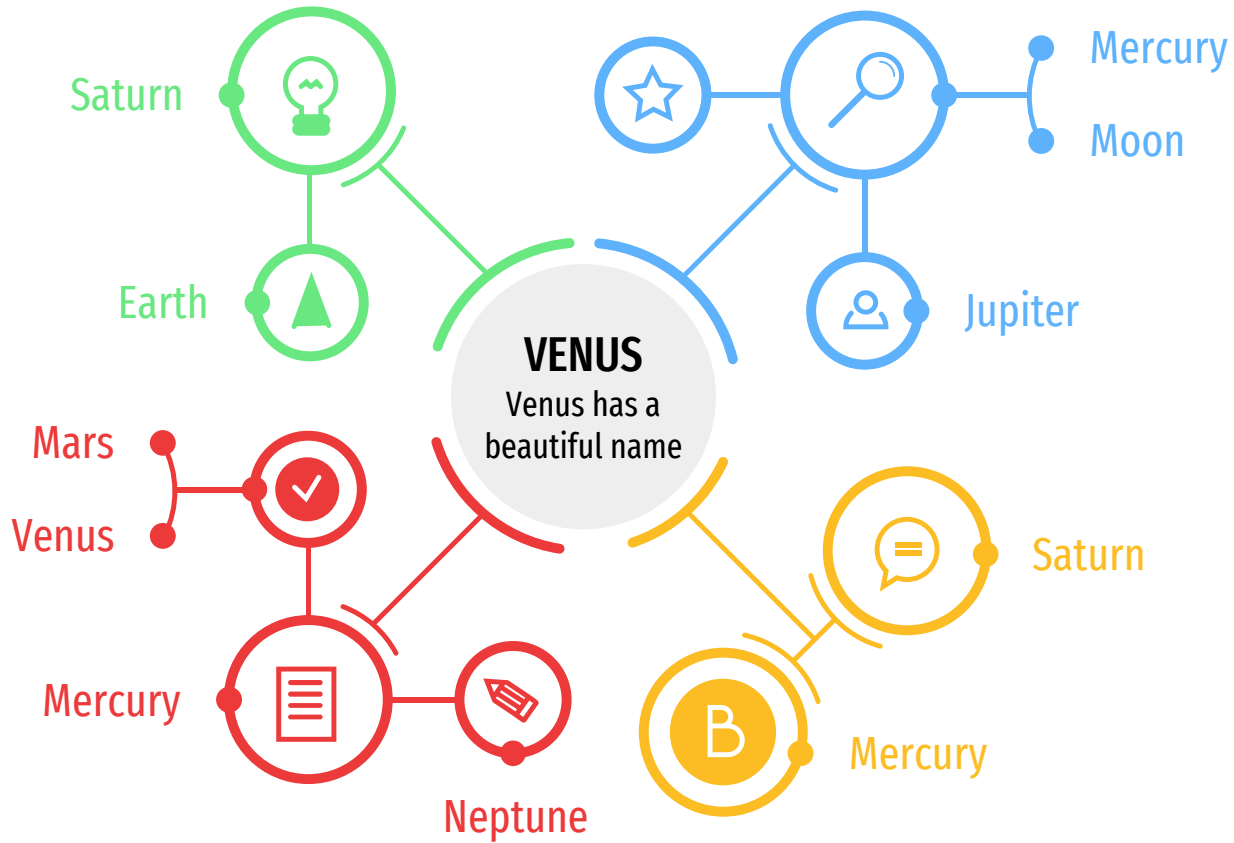 Saturn
Earth
Mercury
Moon
Jupiter
VENUS
Venus has a
beautiful name
Mars
Venus
Mercury
Neptune
Saturn
B
Mercury